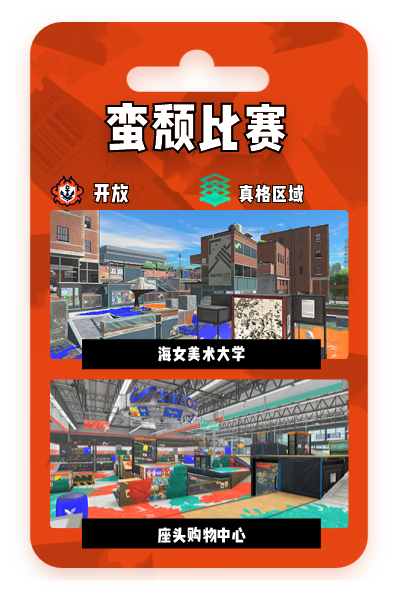 蛮颓比赛
开放
真格区域
海女美术大学
座头购物中心